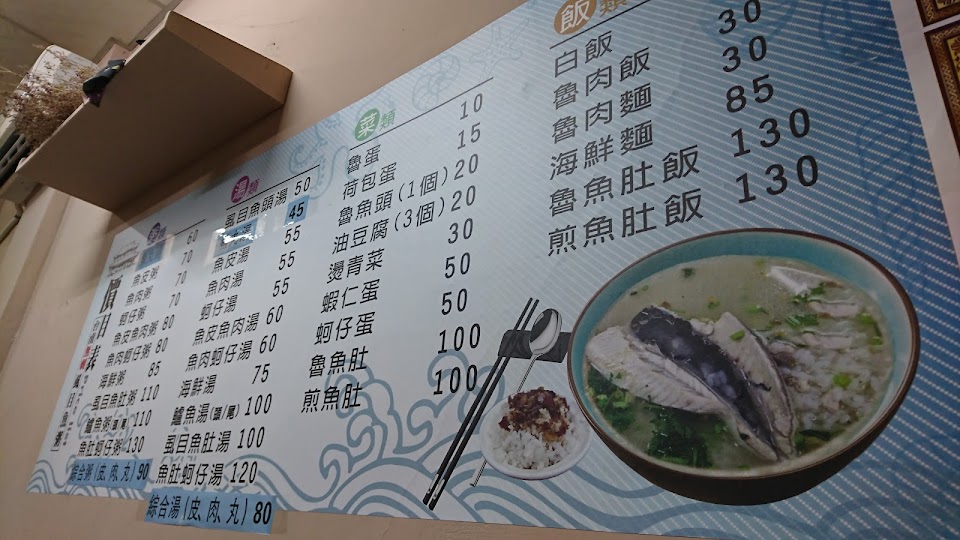 價目表
60
魚皮粥 70
魚肉粥 70
蚵仔粥 70
魚皮魚肉粥 80
魚肉蚵仔粥 80
海鮮粥 85
虱目魚肚粥 110
鱸魚粥(頭/尾) 110
魚肚蚵仔粥 130
綜合粥(皮、肉、丸) 90
湯類
虱目魚頭湯 50
湯 45
魚皮湯 55
魚肉湯 55
蚵仔湯 55
魚皮魚肉湯 60
魚肉蚵仔湯 60
海鮮湯 75
鱸魚湯(頭/尾) 100
虱目魚肚湯 100
魚肚蚵仔湯 120
綜合湯(皮、肉、丸) 80
菜類
魯蛋 10
荷包蛋 15
魯魚頭(1個) 20
油豆腐(3個) 20
燙青菜 30
蝦仁蛋 50
蚵仔蛋 50
魯魚肚 100
煎魚肚 100
飯類
白飯
魯肉飯 30
魯肉麵 30
海鮮麵 85
魯魚肚飯 130
煎魚肚飯 130